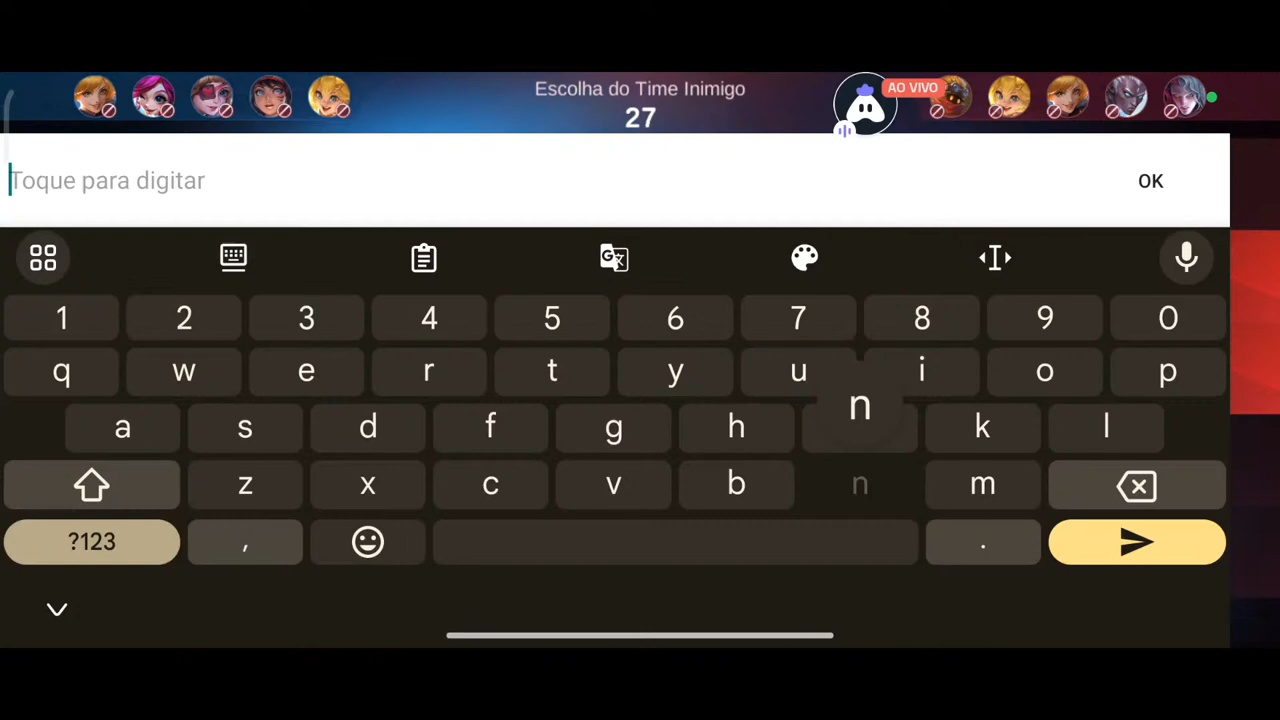 Escolha do Time Inimigo
27
AO VIVO
Toque para digitar
OK
1 2 3 4 5 6 7 8 9 0
q w e r t y u i o p
n
a s d f g h k l
z x c v b n m
?123 , .